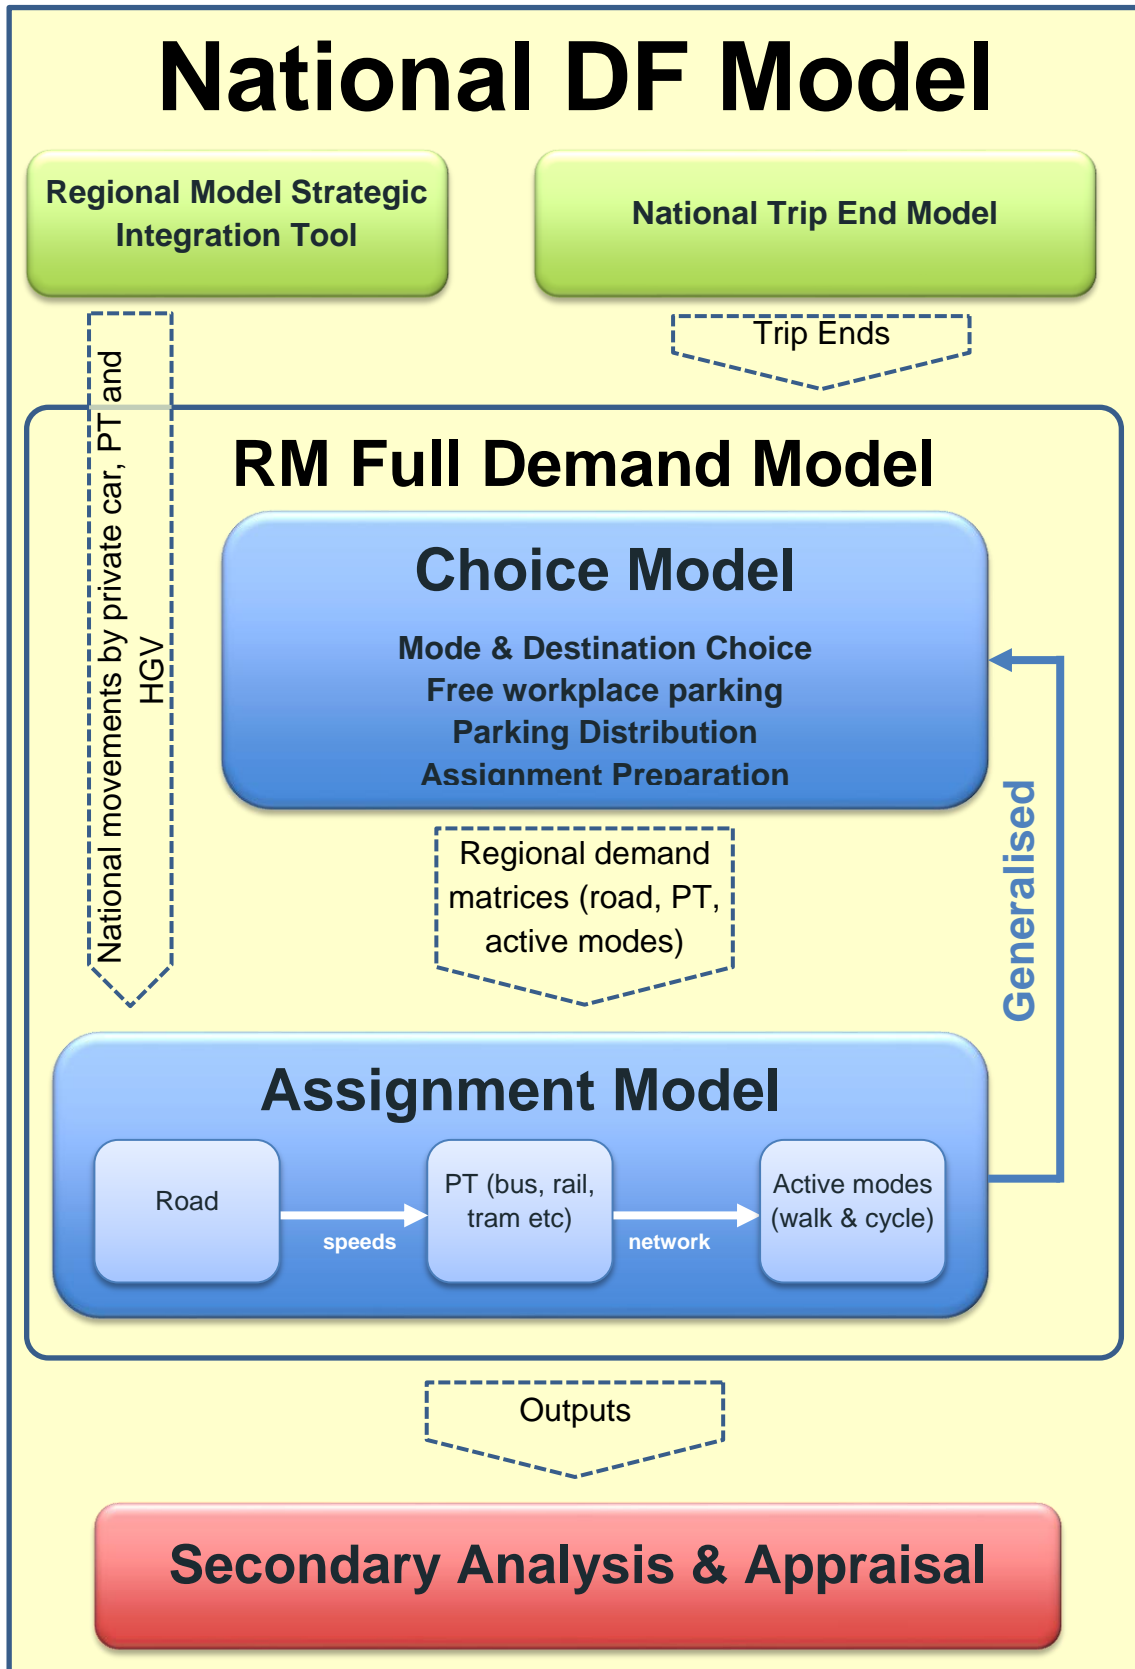 National DF Model
Regional Model Strategic
Integration Tool
National Trip End Model
Trip Ends
National movements by private car, PT and
HGV
RM Full Demand Model
Choice Model
Mode & Destination Choice
Free workplace parking
Parking Distribution
Assignment Preparation
Regional demand
matrices (road, PT,
active modes)
Generalised
Assignment Model
Road
speeds
PT (bus, rail,
tram etc)
network
Active modes
(walk & cycle)
Outputs
Secondary Analysis & Appraisal